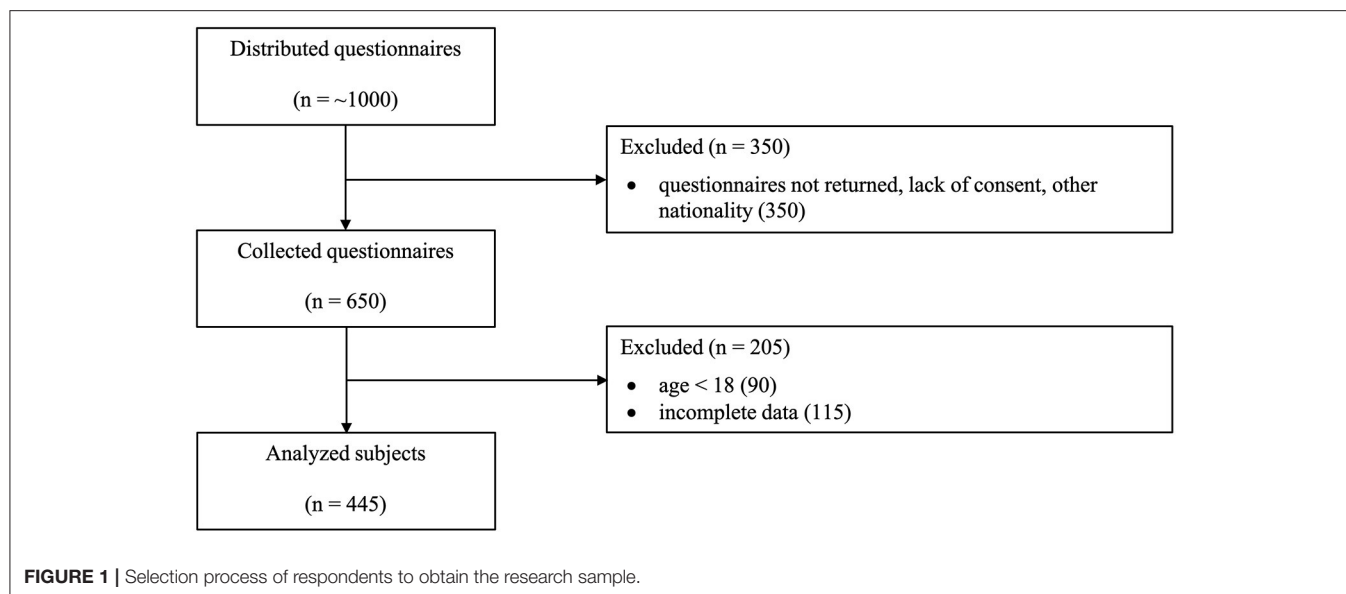 Distributed questionnaires
(n = ~1000)
Excluded (n = 350)
• questionnaires not returned, lack of consent, other
nationality (350)
Collected questionnaires
(n = 650)
Excluded (n = 205)
• age < 18 (90)
• incomplete data (115)
Analyzed subjects
(n = 445)
FIGURE 1 | Selection process of respondents to obtain the research sample.